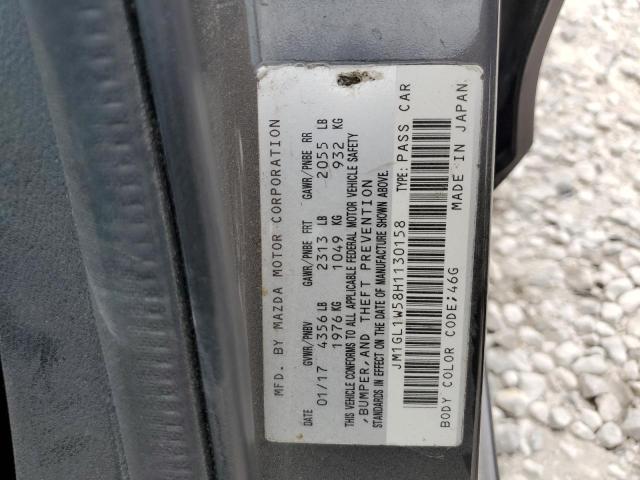 MFD. BY MAZDA MOTOR CORPORATION
DATE GVWR/PNBV GAWR/PNBE FRT GAWR/PNBE RR
01/17 4356 LB 2313 LB 2055 LB
1976 KG 1049 KG 932 KG
THIS VEHICLE CONFORMS TO ALL APPLICABLE FEDERAL MOTOR VEHICLE SAFETY
,BUMPER,AND THEFT PREVENTION
STANDARDS IN EFFECT ON THE DATE OF MANUFACTURE SHOWN ABOVE.
JM1GL1W58H1130158 TYPE: PASS CAR
BODY COLOR CODE;46G MADE IN JAPAN